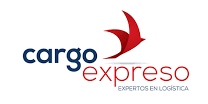 cargo
expreso
EXPERTOS EN LOGÍSTICA